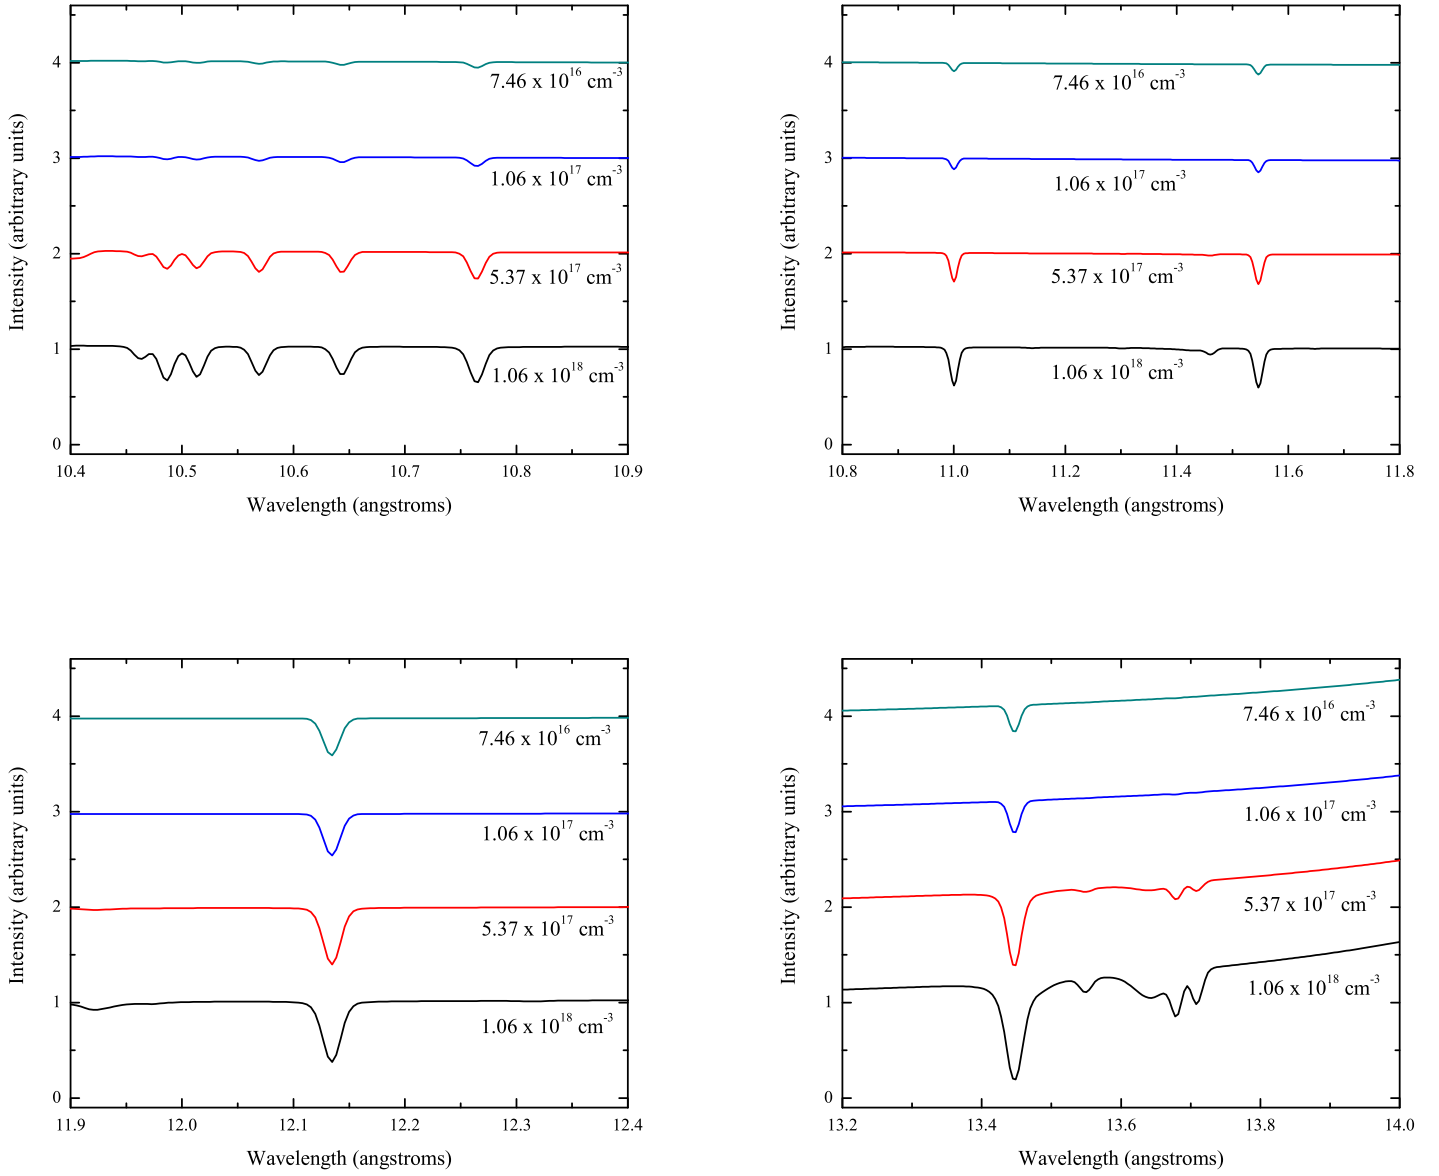 4
3
2
1
0
Intensity (arbitrary units)
7.46 x 10^16 cm^-3
1.06 x 10^17 cm^-3
5.37 x 10^17 cm^-3
1.06 x 10^18 cm^-3
10.4 10.5 10.6 10.7 10.8 10.9
Wavelength (angstroms)
4
3
2
1
0
Intensity (arbitrary units)
7.46 x 10^16 cm^-3
1.06 x 10^17 cm^-3
5.37 x 10^17 cm^-3
1.06 x 10^18 cm^-3
10.8 11.0 11.2 11.4 11.6 11.8
Wavelength (angstroms)
4
3
2
1
0
Intensity (arbitrary units)
7.46 x 10^16 cm^-3
1.06 x 10^17 cm^-3
5.37 x 10^17 cm^-3
1.06 x 10^18 cm^-3
11.9 12.0 12.1 12.2 12.3 12.4
Wavelength (angstroms)
4
3
2
1
0
Intensity (arbitrary units)
7.46 x 10^16 cm^-3
1.06 x 10^17 cm^-3
5.37 x 10^17 cm^-3
1.06 x 10^18 cm^-3
13.2 13.4 13.6 13.8 14.0
Wavelength (angstroms)